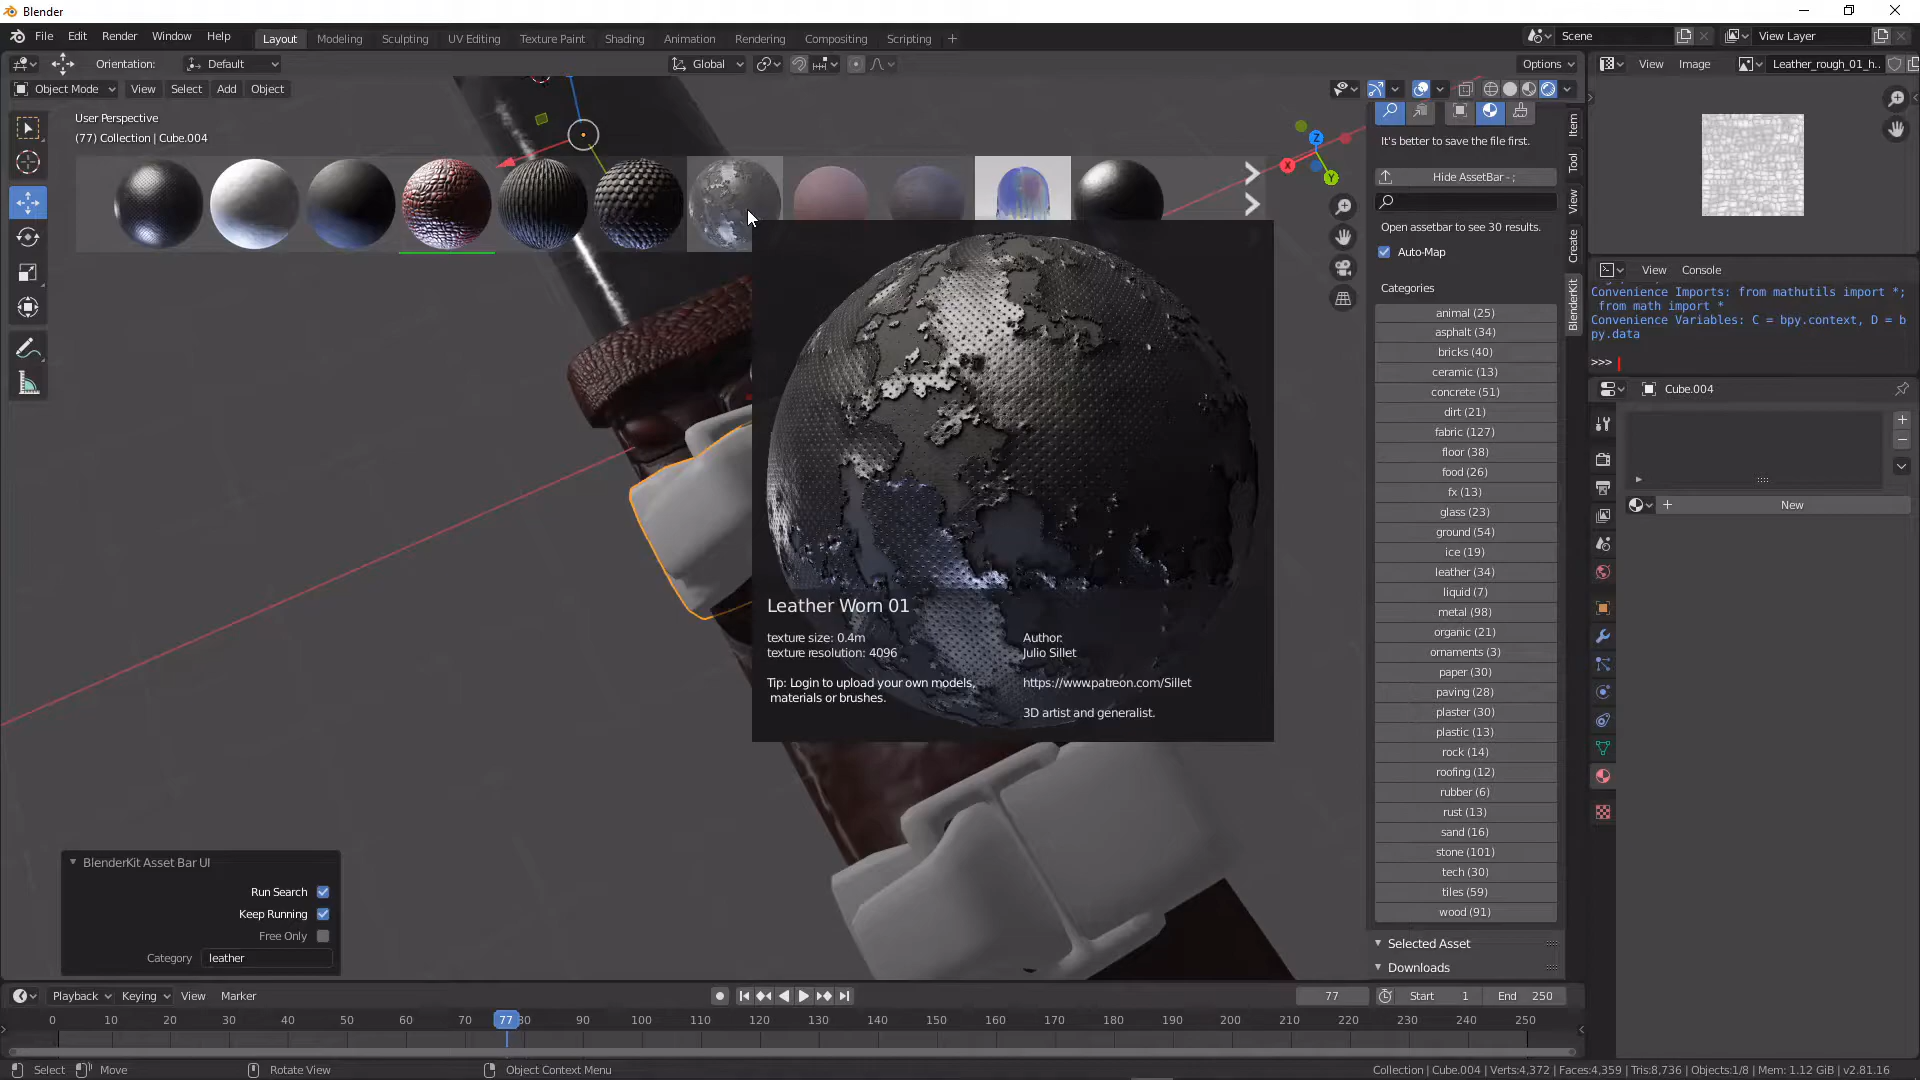 Blender
File Edit Render Window Help
Layout Modeling Sculpting UV Editing Texture Paint Shading Animation Rendering Compositing Scripting
Scene
View Layer
Orientation: Default
Global
Options
View Image Leather_rough_01_h..
Object Mode View Select Add Object
User Perspective
(77) Collection | Cube.004
It's better to save the file first.
Hide AssetBar - ;
Open assetbar to see 30 results.
Auto-Map
Categories
animal (25)
asphalt (34)
bricks (40)
ceramic (13)
concrete (51)
dirt (21)
fabric (127)
floor (38)
food (26)
fx (13)
glass (23)
ground (54)
ice (19)
leather (34)
liquid (7)
metal (98)
organic (21)
ornaments (3)
paper (30)
paving (28)
plaster (30)
plastic (13)
rock (14)
roofing (12)
rubber (6)
rust (13)
sand (16)
stone (101)
tech (30)
tiles (59)
wood (91)
Selected Asset
Downloads
Item
Tool
View
Create
BlenderKit
X
Y
Z
View Console
Convenience Imports: from mathutils import *;
from math import *
Convenience Variables: C = bpy.context, D = b
py.data
>>>
Cube.004
New
Leather Worn 01
texture size: 0.4m
texture resolution: 4096
Tip: Login to upload your own models,
materials or brushes.
Author:
Julio Sillet
https://www.patreon.com/Sillet
3D artist and generalist.
BlenderKit Asset Bar UI
Run Search
Keep Running
Free Only
Category leather
Playback Keying View Marker
77 Start 1 End 250
0 10 20 30 40 50 60 70 77 80 90 100 110 120 130 140 150 160 170 180 190 200 210 220 230 240 250
Select Move Rotate View Object Context Menu
Collection | Cube.004 | Verts:4,372 | Faces:4,359 | Tris:8,736 | Objects:1/8 | Mem: 1.12 GiB | v2.81.16